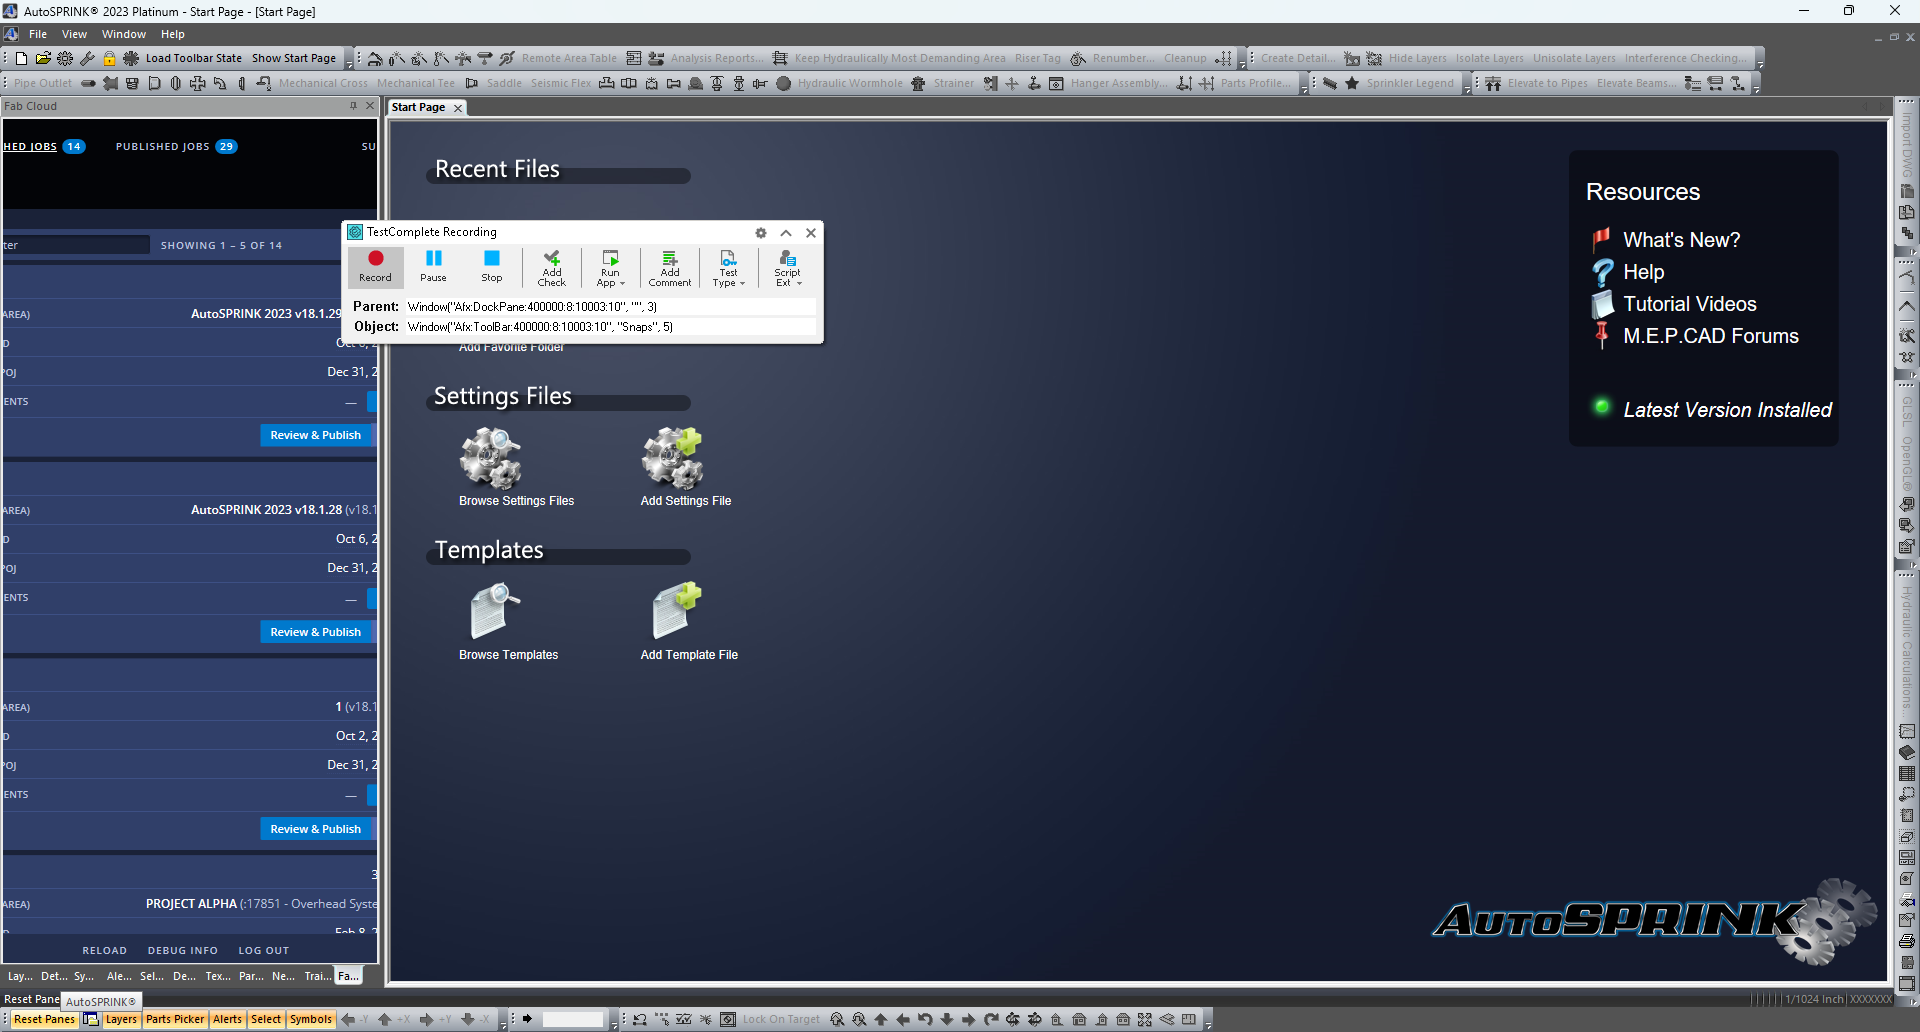 AutoSPRINK® 2023 Platinum - Start Page - [Start Page]
File View Window Help
Load Toolbar State Show Start Page Remote Area Table Analysis Reports... Keep Hydraulically Most Demanding Area Riser Tag Renumber... Cleanup Create Detail... Hide Layers Isolate Layers Unisolate Layers Interference Checking...
Pipe Outlet Mechanical Cross Mechanical Tee Saddle Seismic Flex Hydraulic Wormhole Strainer Hanger Assembly... Parts Profile... Sprinkler Legend Elevate to Pipes Elevate Beams...
Fab Cloud
Start Page
HED JOBS 14 PUBLISHED JOBS 29 SU
ter SHOWING 1 – 5 OF 14
AREA) AutoSPRINK 2023 v18.1.29
D Oct 6, 2
POJ Dec 31, 2
ENTS —
Review & Publish
AREA) AutoSPRINK 2023 v18.1.28 (v18.1
D Oct 6, 2
POJ Dec 31, 2
ENTS —
Review & Publish
AREA) 1 (v18.1
D Oct 2, 2
POJ Dec 31, 2
ENTS —
Review & Publish
3
AREA) PROJECT ALPHA (:17851 - Overhead Syste
D Feb 8, 2
RELOAD DEBUG INFO LOG OUT
Lay... Det... Sy... Ale... Sel... De... Tex... Par... Ne... Trai... Fa...
Recent Files
TestComplete Recording
Record Pause Stop Add Check Run App Add Comment Test Type Script Ext
Parent: Window("Afx:DockPane:400000:8:10003:10", "", 3)
Object: Window("Afx:ToolBar:400000:8:10003:10", "Snaps", 5)
Add Favorite Folder
Settings Files
Browse Settings Files Add Settings File
Templates
Browse Templates Add Template File
Resources
What's New?
Help
Tutorial Videos
M.E.P.CAD Forums
Latest Version Installed
AutoSPRINK
Import DWG
GLSL OpenGL®
Hydraulic Calculations...
Reset Pane AutoSPRINK® 1/1024 Inch XXXXXXX
Reset Panes Layers Parts Picker Alerts Select Symbols -Y +X +Y -X Lock On Target